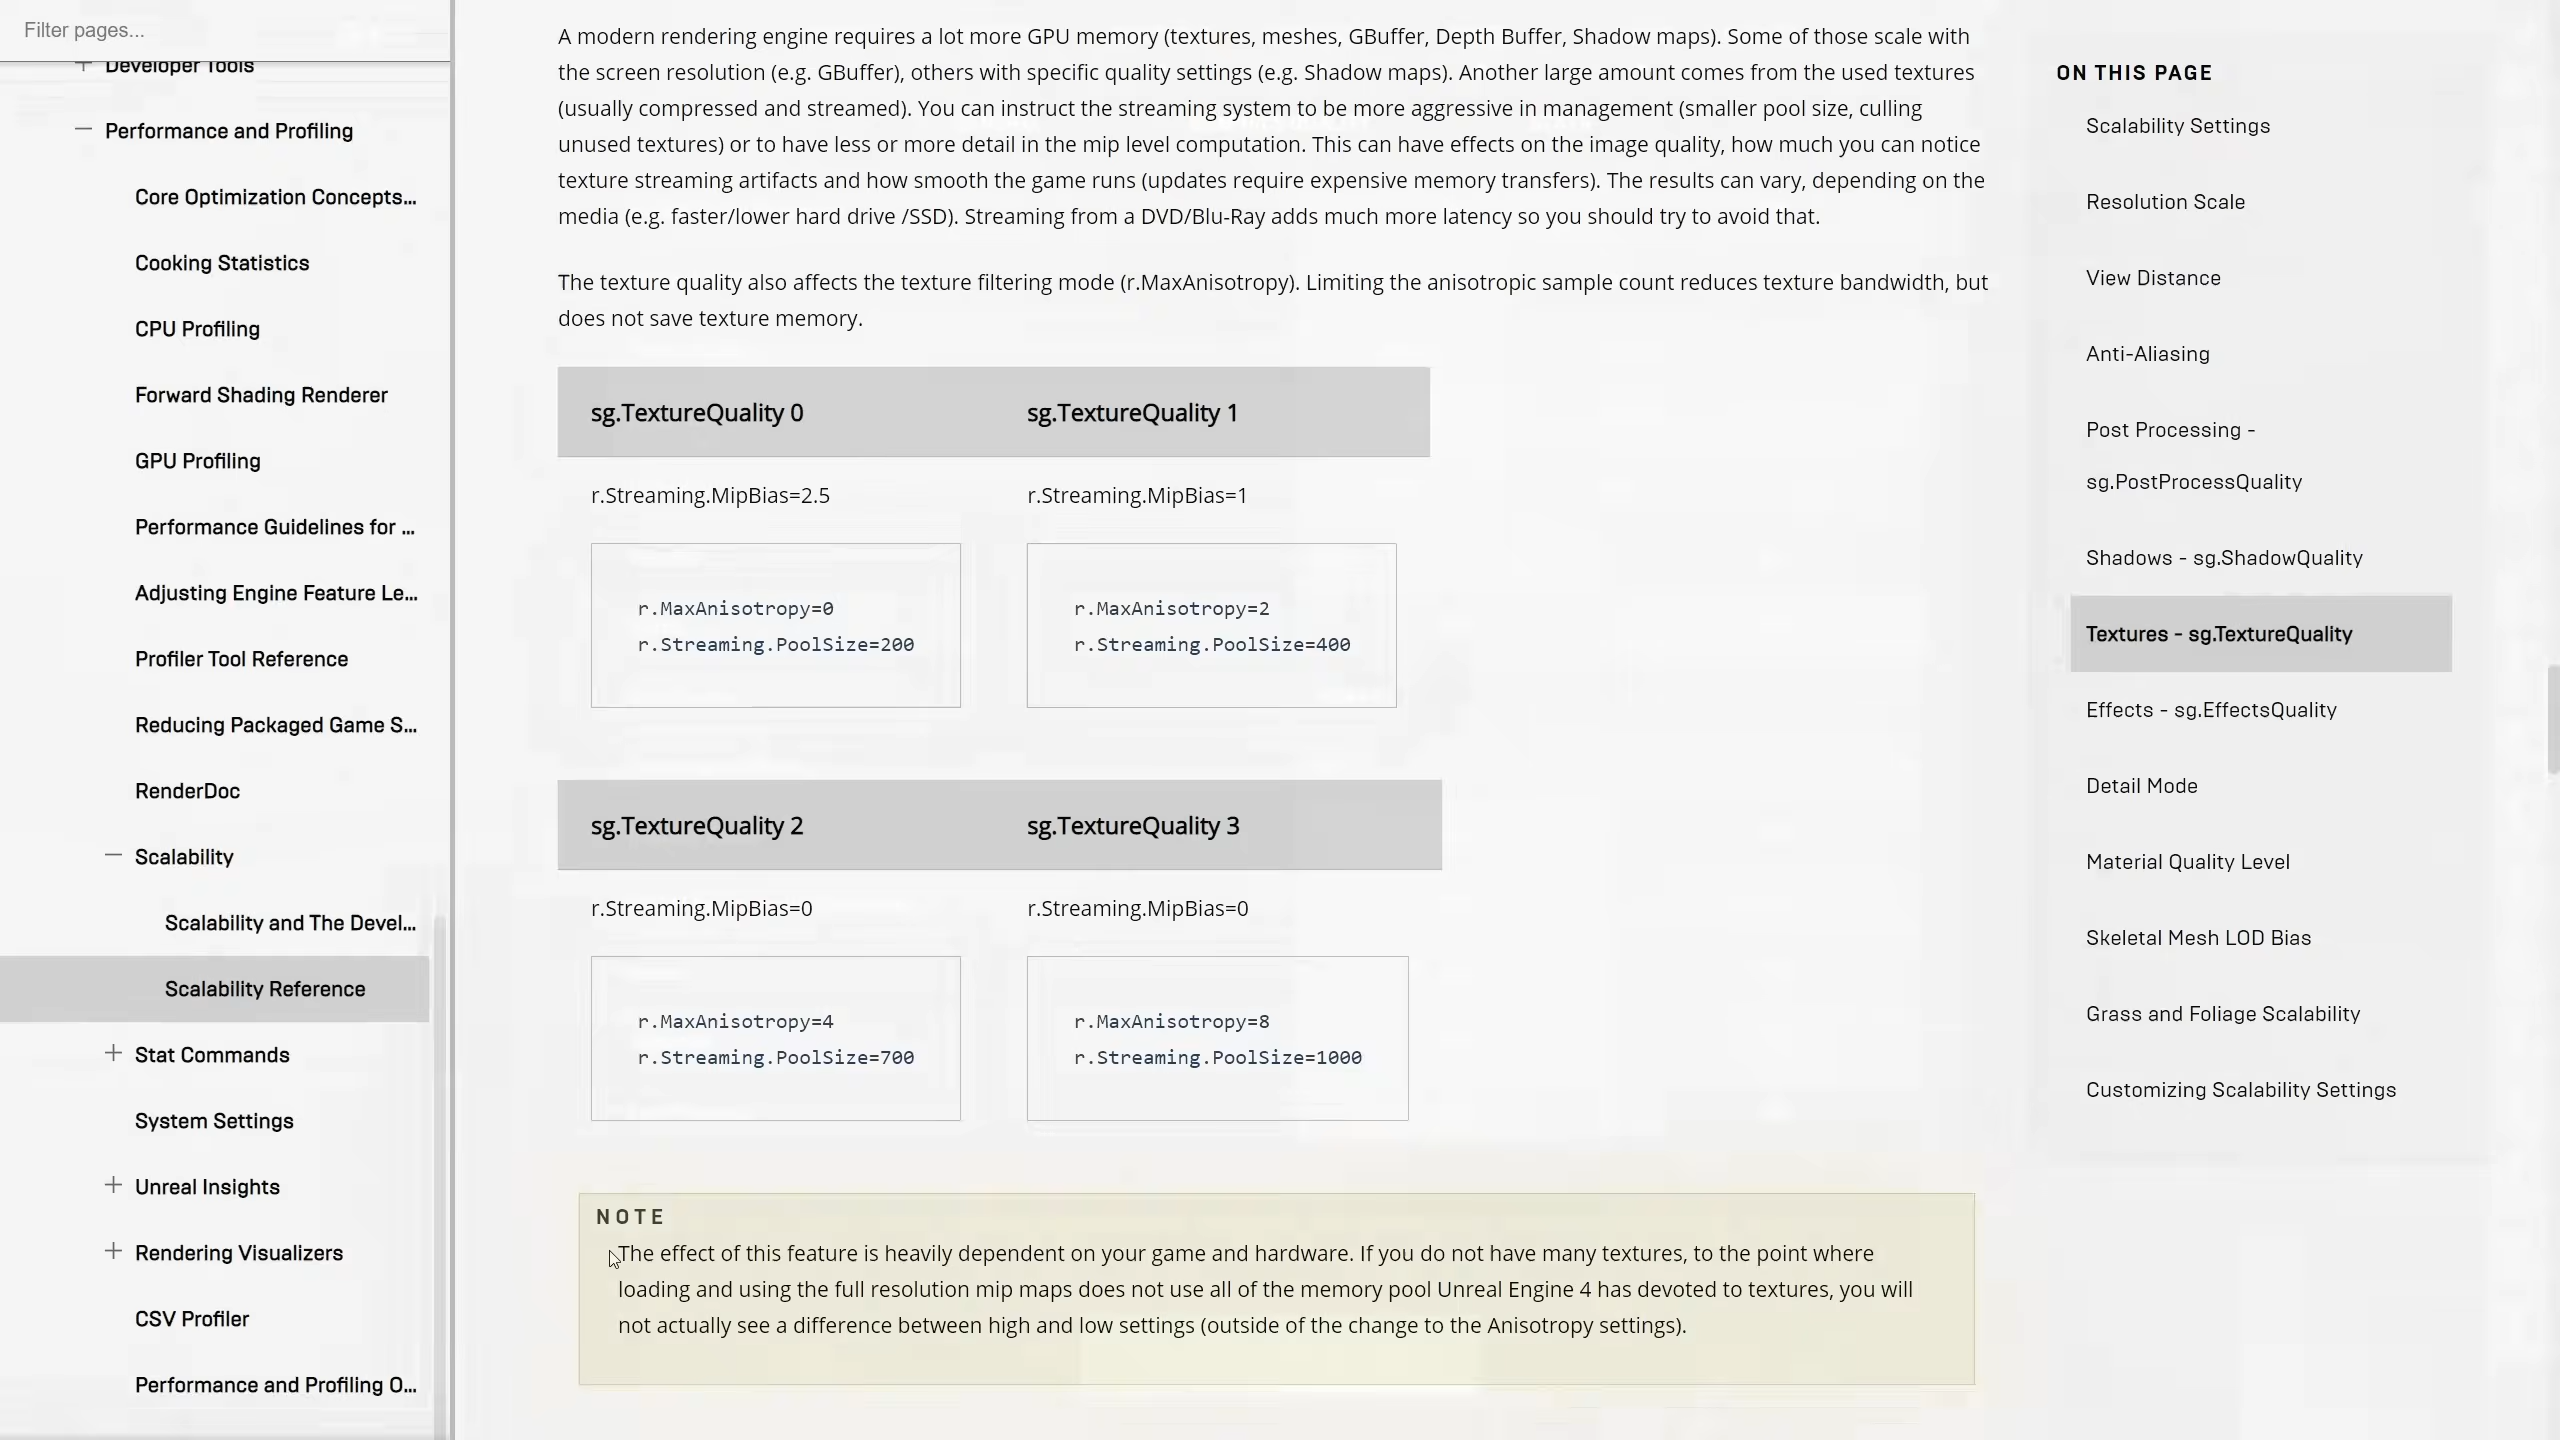 Filter pages...
Developer Tools
Performance and Profiling
Core Optimization Concepts...
Cooking Statistics
CPU Profiling
Forward Shading Renderer
GPU Profiling
Performance Guidelines for ...
Adjusting Engine Feature Le...
Profiler Tool Reference
Reducing Packaged Game S...
RenderDoc
Scalability
Scalability and The Devel...
Scalability Reference
Stat Commands
System Settings
Unreal Insights
Rendering Visualizers
CSV Profiler
Performance and Profiling O...
A modern rendering engine requires a lot more GPU memory (textures, meshes, GBuffer, Depth Buffer, Shadow maps). Some of those scale with
the screen resolution (e.g. GBuffer), others with specific quality settings (e.g. Shadow maps). Another large amount comes from the used textures
(usually compressed and streamed). You can instruct the streaming system to be more aggressive in management (smaller pool size, culling
unused textures) or to have less or more detail in the mip level computation. This can have effects on the image quality, how much you can notice
texture streaming artifacts and how smooth the game runs (updates require expensive memory transfers). The results can vary, depending on the
media (e.g. faster/lower hard drive /SSD). Streaming from a DVD/Blu-Ray adds much more latency so you should try to avoid that.
The texture quality also affects the texture filtering mode (r.MaxAnisotropy). Limiting the anisotropic sample count reduces texture bandwidth, but
does not save texture memory.
sg.TextureQuality 0 sg.TextureQuality 1
r.Streaming.MipBias=2.5 r.Streaming.MipBias=1
r.MaxAnisotropy=0 r.MaxAnisotropy=2
r.Streaming.PoolSize=200 r.Streaming.PoolSize=400
sg.TextureQuality 2 sg.TextureQuality 3
r.Streaming.MipBias=0 r.Streaming.MipBias=0
r.MaxAnisotropy=4 r.MaxAnisotropy=8
r.Streaming.PoolSize=700 r.Streaming.PoolSize=1000
NOTE
The effect of this feature is heavily dependent on your game and hardware. If you do not have many textures, to the point where
loading and using the full resolution mip maps does not use all of the memory pool Unreal Engine 4 has devoted to textures, you will
not actually see a difference between high and low settings (outside of the change to the Anisotropy settings).
ON THIS PAGE
Scalability Settings
Resolution Scale
View Distance
Anti-Aliasing
Post Processing -
sg.PostProcessQuality
Shadows - sg.ShadowQuality
Textures - sg.TextureQuality
Effects - sg.EffectsQuality
Detail Mode
Material Quality Level
Skeletal Mesh LOD Bias
Grass and Foliage Scalability
Customizing Scalability Settings